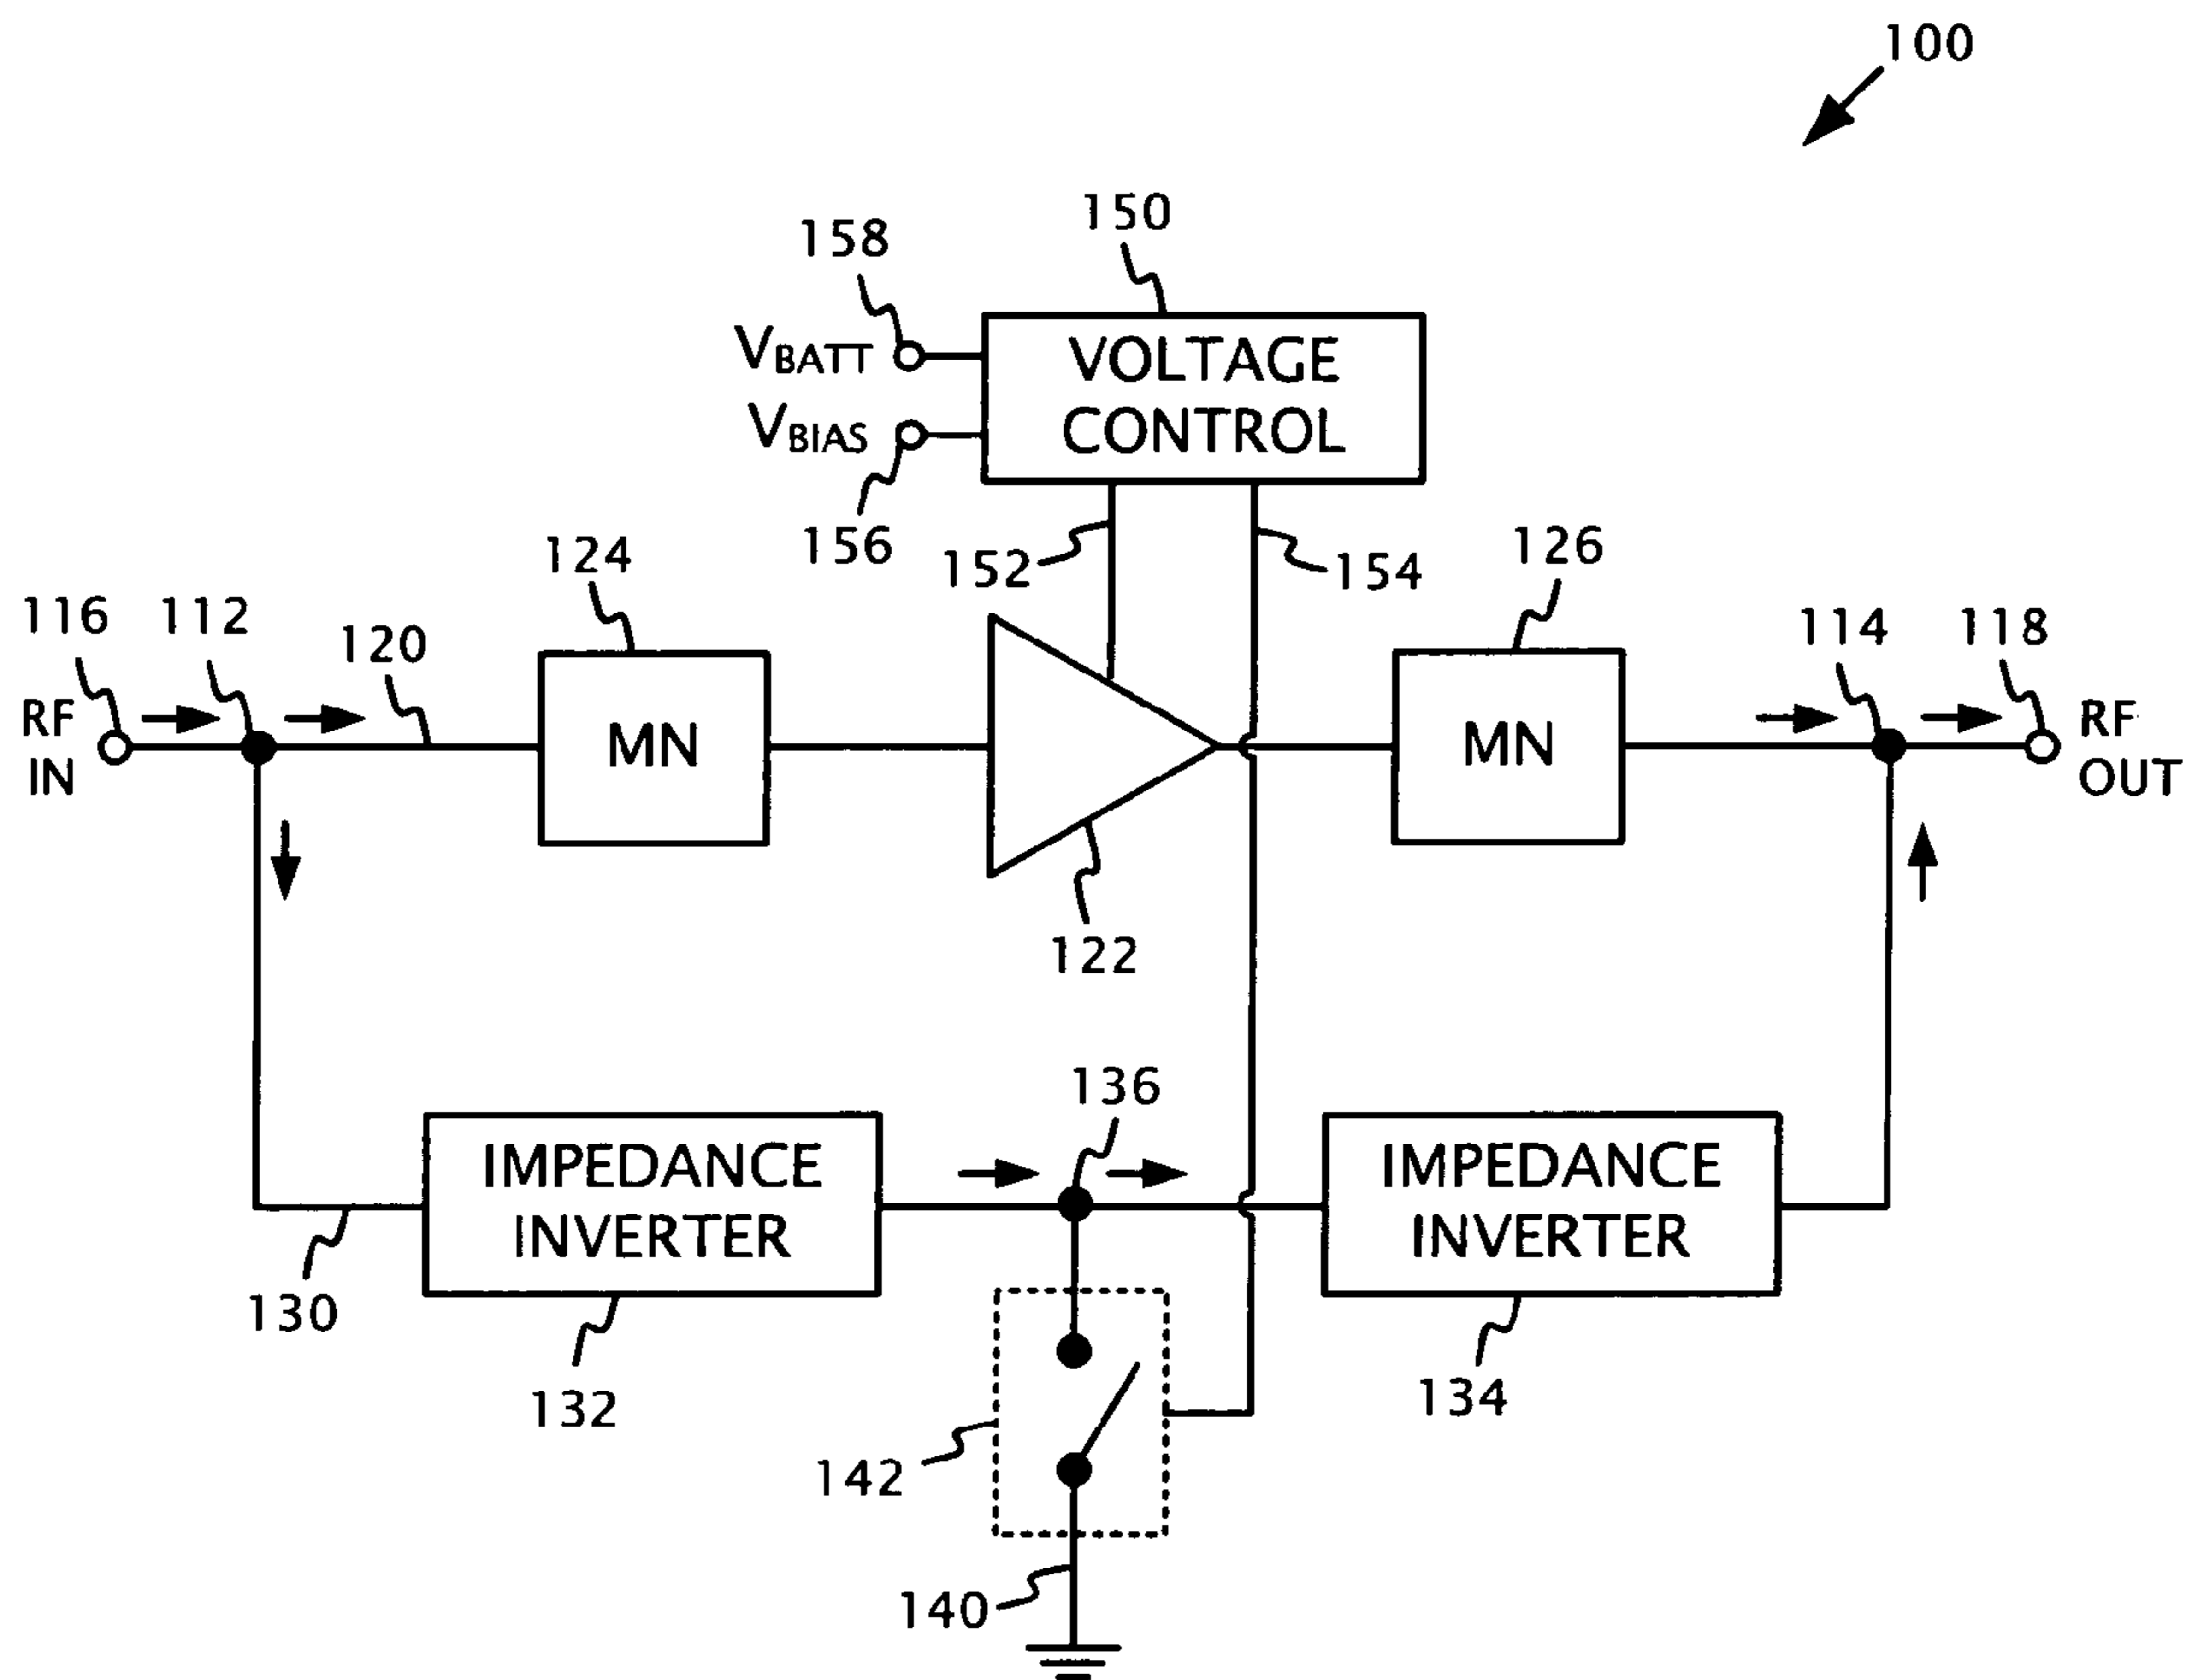 100
150
158
VBATT
VOLTAGE
CONTROL
VBIAS
156
152
154
124
126
116
112
120
114
118
RF
IN
MN
MN
RF
OUT
122
136
IMPEDANCE
INVERTER
IMPEDANCE
INVERTER
130
132
134
142
140